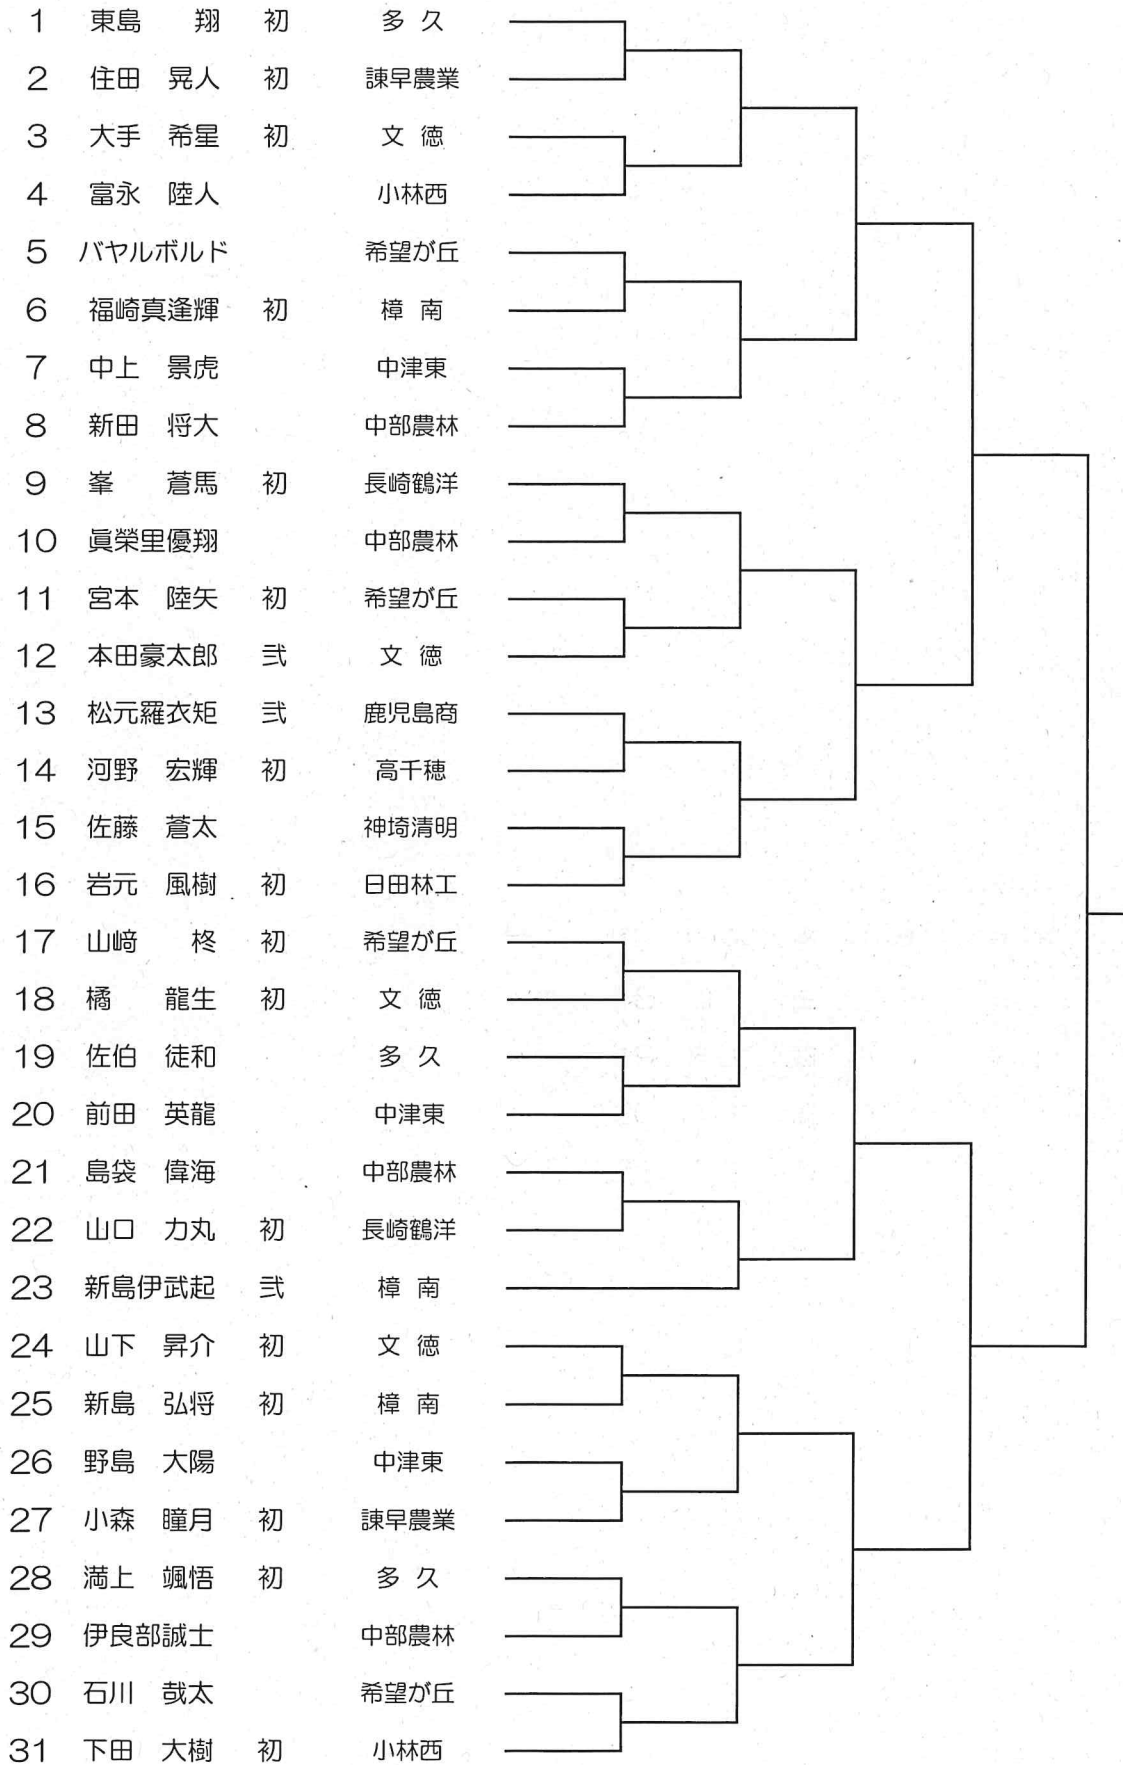 1 東島 翔 初 多久
2 住田 晃人 初 諫早農業
3 大手 希星 初 文徳
4 富永 陸人 小林西
5 バヤルボルド 希望が丘
6 福崎真逢輝 初 樟南
7 中上 景虎 中津東
8 新田 将大 中部農林
9 峯 蒼馬 初 長崎鶴洋
10 眞榮里優翔 中部農林
11 宮本 陸矢 初 希望が丘
12 本田豪太郎 弐 文徳
13 松元羅衣矩 弐 鹿児島商
14 河野 宏輝 初 高千穂
15 佐藤 蒼太 神埼清明
16 岩元 風樹 初 日田林工
17 山﨑 柊 初 希望が丘
18 橘 龍生 初 文徳
19 佐伯 徒和 多久
20 前田 英龍 中津東
21 島袋 偉海 中部農林
22 山口 力丸 初 長崎鶴洋
23 新島伊武起 弐 樟南
24 山下 昇介 初 文徳
25 新島 弘将 初 樟南
26 野島 大陽 中津東
27 小森 瞳月 初 諫早農業
28 満上 颯悟 初 多久
29 伊良部誠士 中部農林
30 石川 哉太 希望が丘
31 下田 大樹 初 小林西